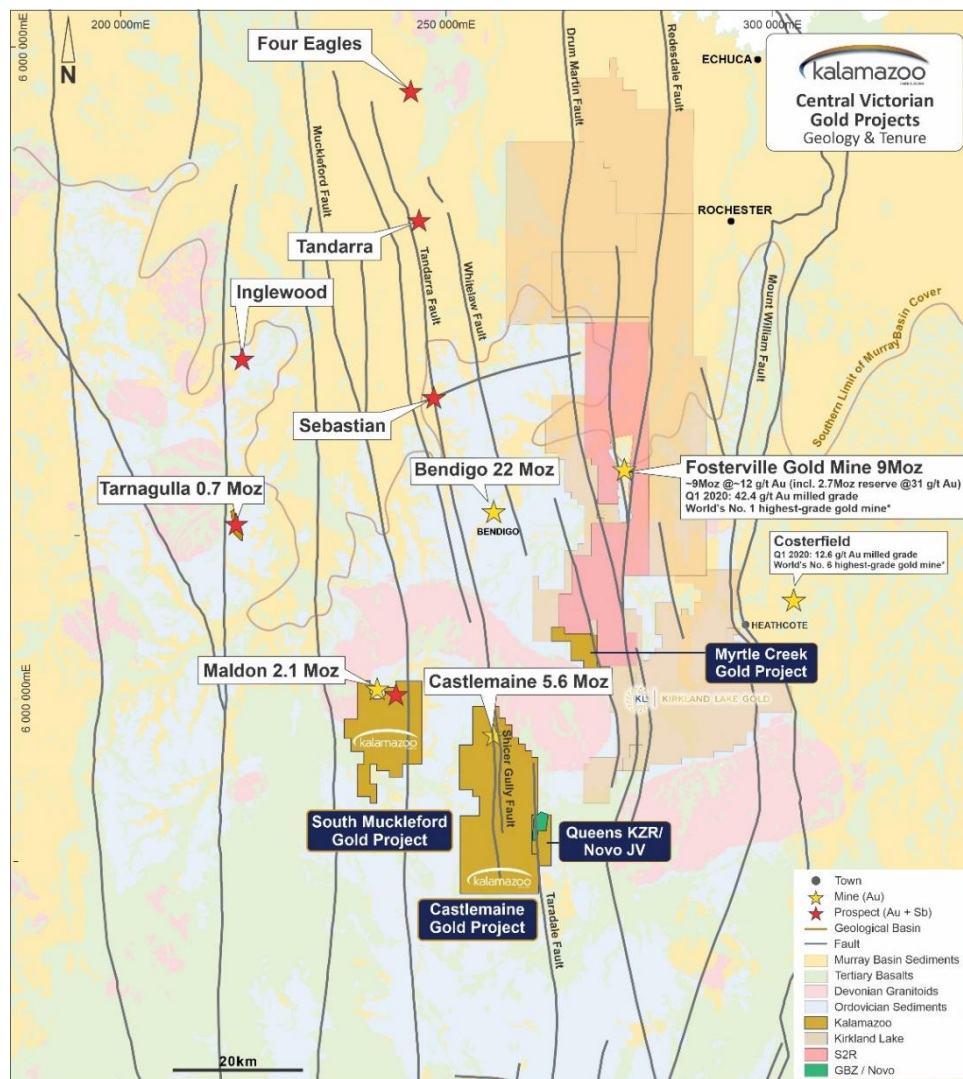 200 000mE
250 000mE
300 000mE
6 000 000mE
N
Four Eagles
Drum Martin Fault
Redesdale Fault
ECHUCA
kalamazoo
Central Victorian
Gold Projects
Geology & Tenure
Muckleford Fault
ROCHESTER
Tandarra
Tandarra Fault
Whitelaw Fault
Inglewood
Mount William Fault
Southern Limit of Murray Basin Cover
Sebastian
Bendigo 22 Moz
BENDIGO
Fosterville Gold Mine 9Moz
~9Moz @~12 g/t Au (incl. 2.7Moz reserve @31 g/t Au)
Q1 2020: 42.4 g/t Au milled grade
World's No. 1 highest-grade gold mine*
Tarnagulla 0.7 Moz
Costerfield
Q1 2020: 12.6 g/t Au milled grade
World's No. 6 highest-grade gold mine*
HEATHCOTE
Myrtle Creek
Gold Project
6 000 000mE
Maldon 2.1 Moz
Castlemaine 5.6 Moz
KL
KIRKLAND LAKE GOLD
kalamazoo
Shicer Gully Fault
South Muckleford
Gold Project
Queens KZR/
Novo JV
kalamazoo
Castlemaine
Gold Project
Taradale Fault
Town
Mine (Au)
Prospect (Au + Sb)
Geological Basin
Fault
Murray Basin Sediments
Tertiary Basalts
Devonian Granitoids
Ordovician Sediments
Kalamazoo
Kirkland Lake
S2R
GBZ / Novo
20km